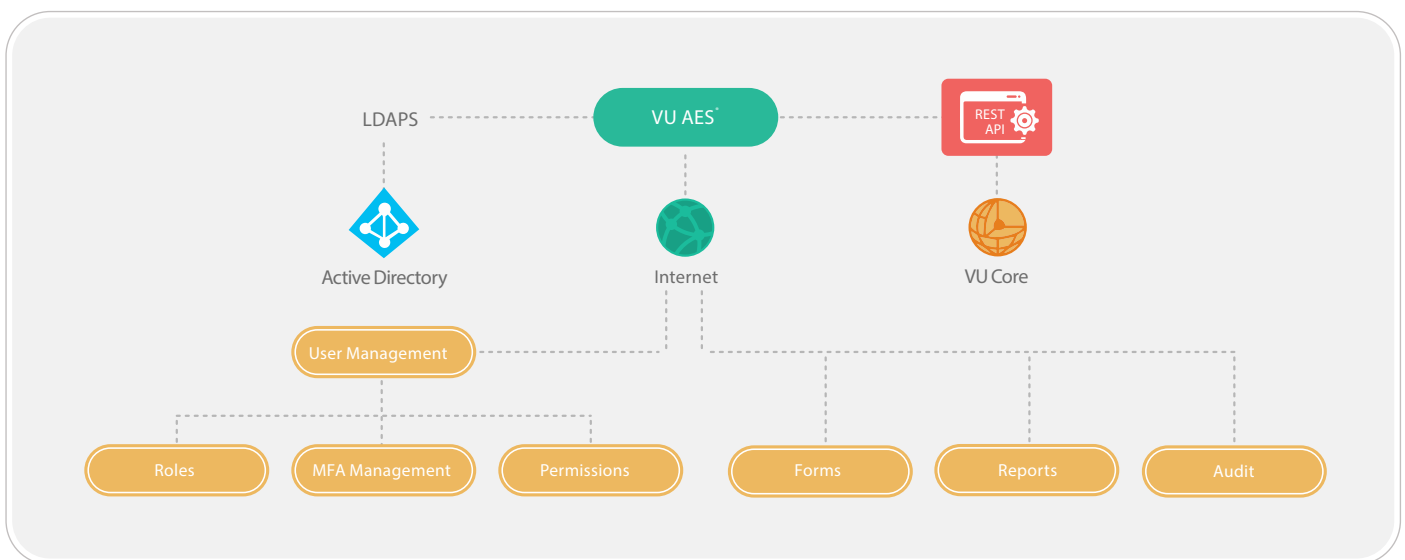 LDAPS
VU AES*
REST
API
Active Directory
Internet
VU Core
User Management
Roles
MFA Management
Permissions
Forms
Reports
Audit